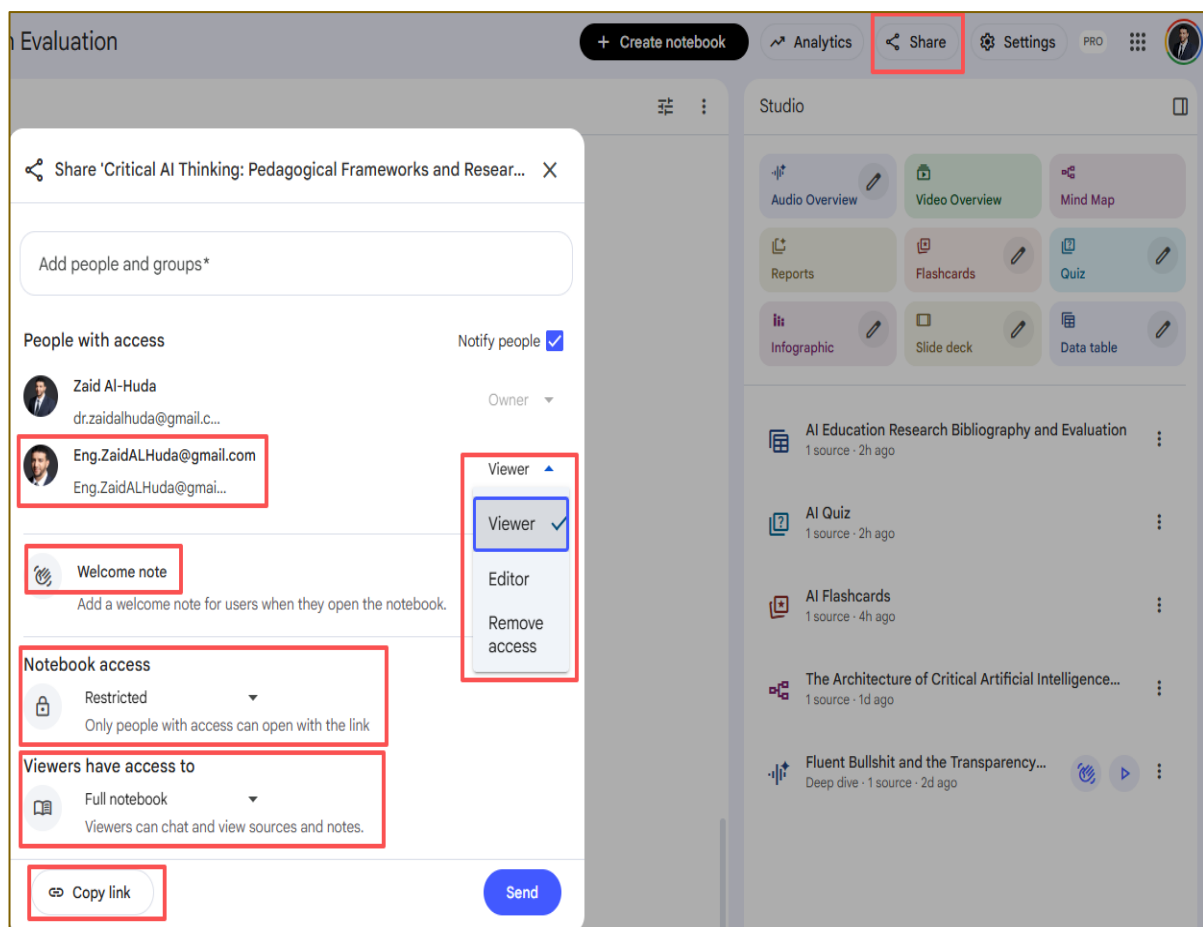 n Evaluation
+ Create notebook
Analytics
Share
Settings
PRO
Share 'Critical AI Thinking: Pedagogical Frameworks and Resear...
Add people and groups*
People with access
Notify people
Zaid Al-Huda
dr.zaidalhuda@gmail.c...
Owner
Eng.ZaidALHuda@gmail.com
Eng.ZaidALHuda@gmai...
Viewer
Viewer
Editor
Remove
access
Welcome note
Add a welcome note for users when they open the notebook.
Notebook access
Restricted
Only people with access can open with the link
Viewers have access to
Full notebook
Viewers can chat and view sources and notes.
Copy link
Send
Studio
Audio Overview
Video Overview
Mind Map
Reports
Flashcards
Quiz
Infographic
Slide deck
Data table
AI Education Research Bibliography and Evaluation
1 source · 2h ago
AI Quiz
1 source · 2h ago
AI Flashcards
1 source · 4h ago
The Architecture of Critical Artificial Intelligence...
1 source · 1d ago
Fluent Bullshit and the Transparency...
Deep dive · 1 source · 2d ago